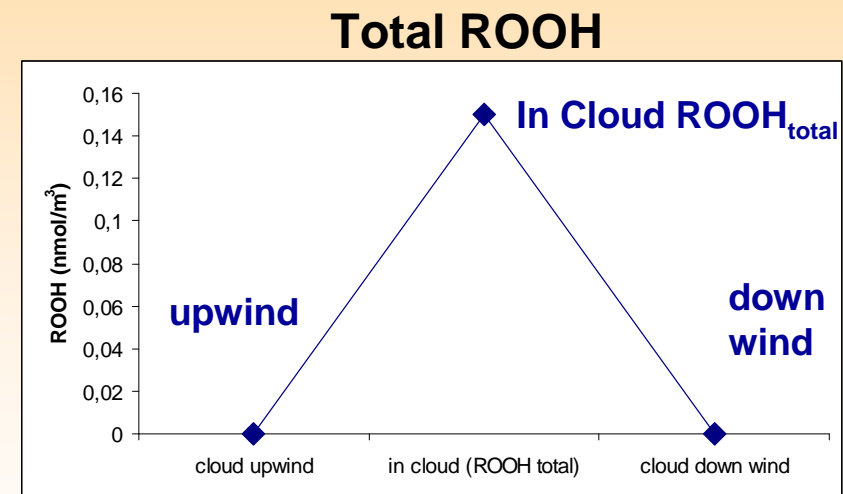 Total ROOH
ROOH (nmol/m³)
0,16
0,14
0,12
0,1
0,08
0,06
0,04
0,02
0
In Cloud ROOHtotal
upwind
down
wind
cloud upwind
in cloud (ROOH total)
cloud down wind